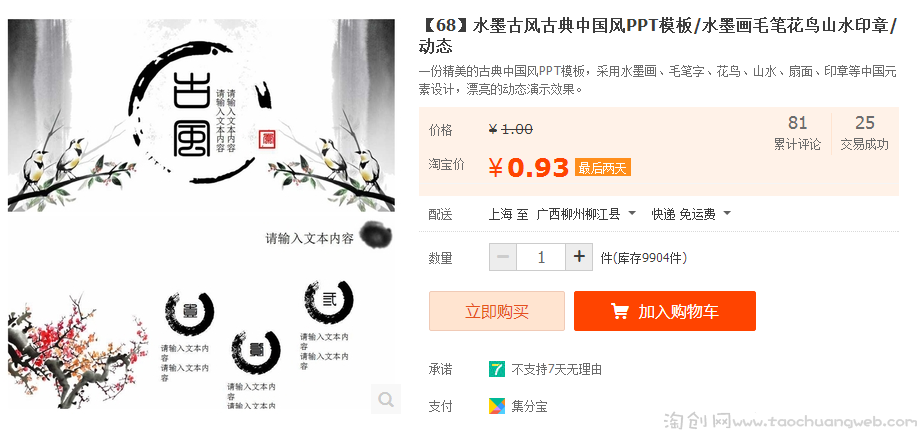 古風
请输入文本内容
请输入文本内容
请输入文本内容
壹
请输入文本内
容
请输入文本内
容
贰
请输入文本内容
请输入文本内
容
请输入文本内
容
请输入文本内
【68】水墨古风古典中国风PPT模板/水墨画毛笔花鸟山水印章/
动态
一份精美的古典中国风PPT模板，采用水墨画、毛笔字、花鸟、山水、扇面、印章等中国元
素设计，漂亮的动态演示效果。
价格 ¥ 1.00
81 25
累计评论 交易成功
淘宝价 ¥ 0.93 最后两天
配送 上海 至 广西柳州柳江县 快递 免运费
数量 − 1 + 件(库存9904件)
立即购买 加入购物车
承诺 7 不支持7天无理由
支付 集分宝
淘创网www.taochuangweb.com